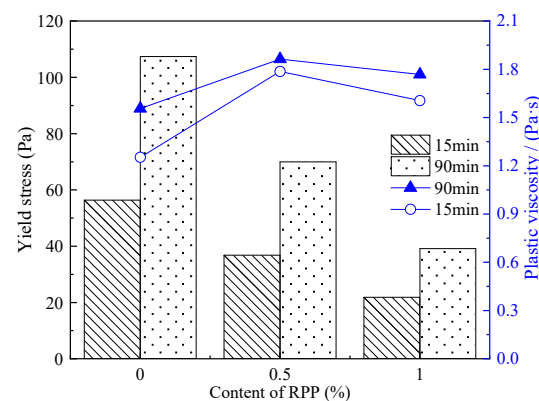 120
100
80
60
40
20
0
Yield stress (Pa)
2.1
1.8
1.5
1.2
0.9
0.6
0.3
0.0
Plastic viscosity / (Pa·s)
15min
90min
90min
15min
0 0.5 1
Content of RPP (%)